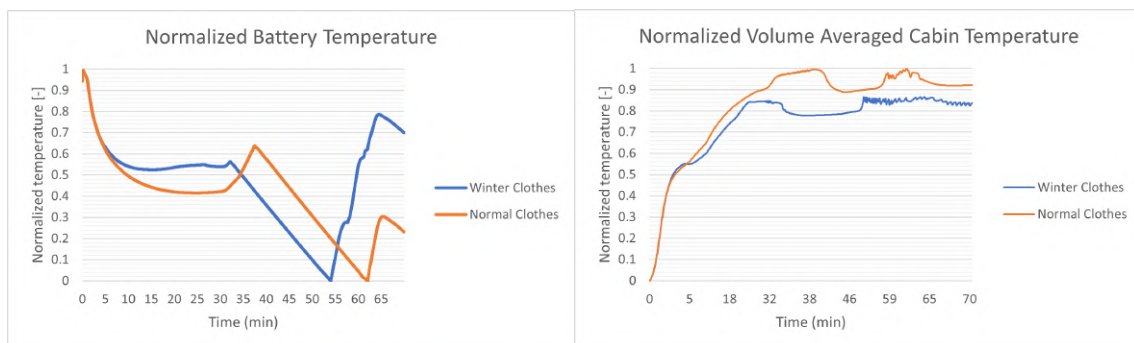 Normalized Battery Temperature
Normalized temperature [-]
1
0.9
0.8
0.7
0.6
0.5
0.4
0.3
0.2
0.1
0
0 5 10 15 20 25 30 35 40 45 50 55 60 65
Time (min)
Winter Clothes
Normal Clothes
Normalized Volume Averaged Cabin Temperature
Normalized temperature [-]
1
0.9
0.8
0.7
0.6
0.5
0.4
0.3
0.2
0.1
0
0 5 18 32 38 46 59 65 70
Time (min)
Winter Clothes
Normal Clothes